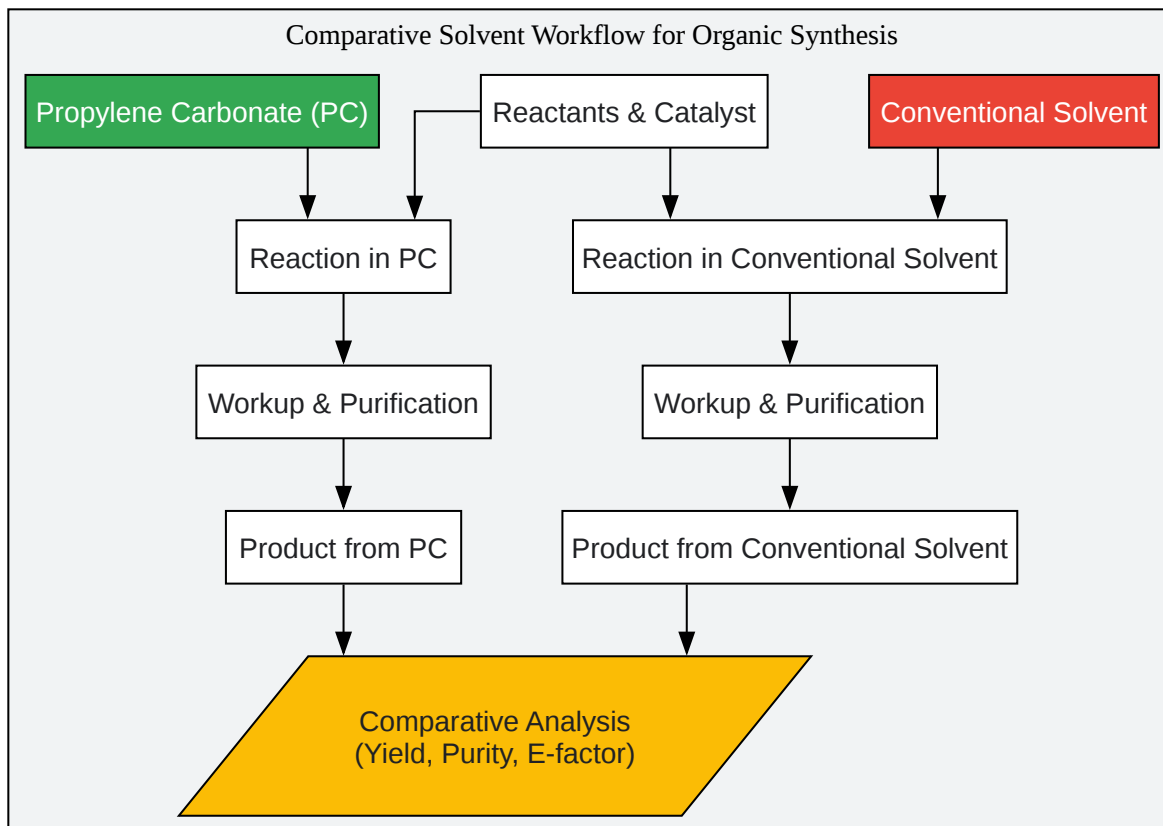 Comparative Solvent Workflow for Organic Synthesis
Propylene Carbonate (PC)
Reactants & Catalyst
Conventional Solvent
Reaction in PC
Reaction in Conventional Solvent
Workup & Purification
Workup & Purification
Product from PC
Product from Conventional Solvent
Comparative Analysis
(Yield, Purity, E-factor)